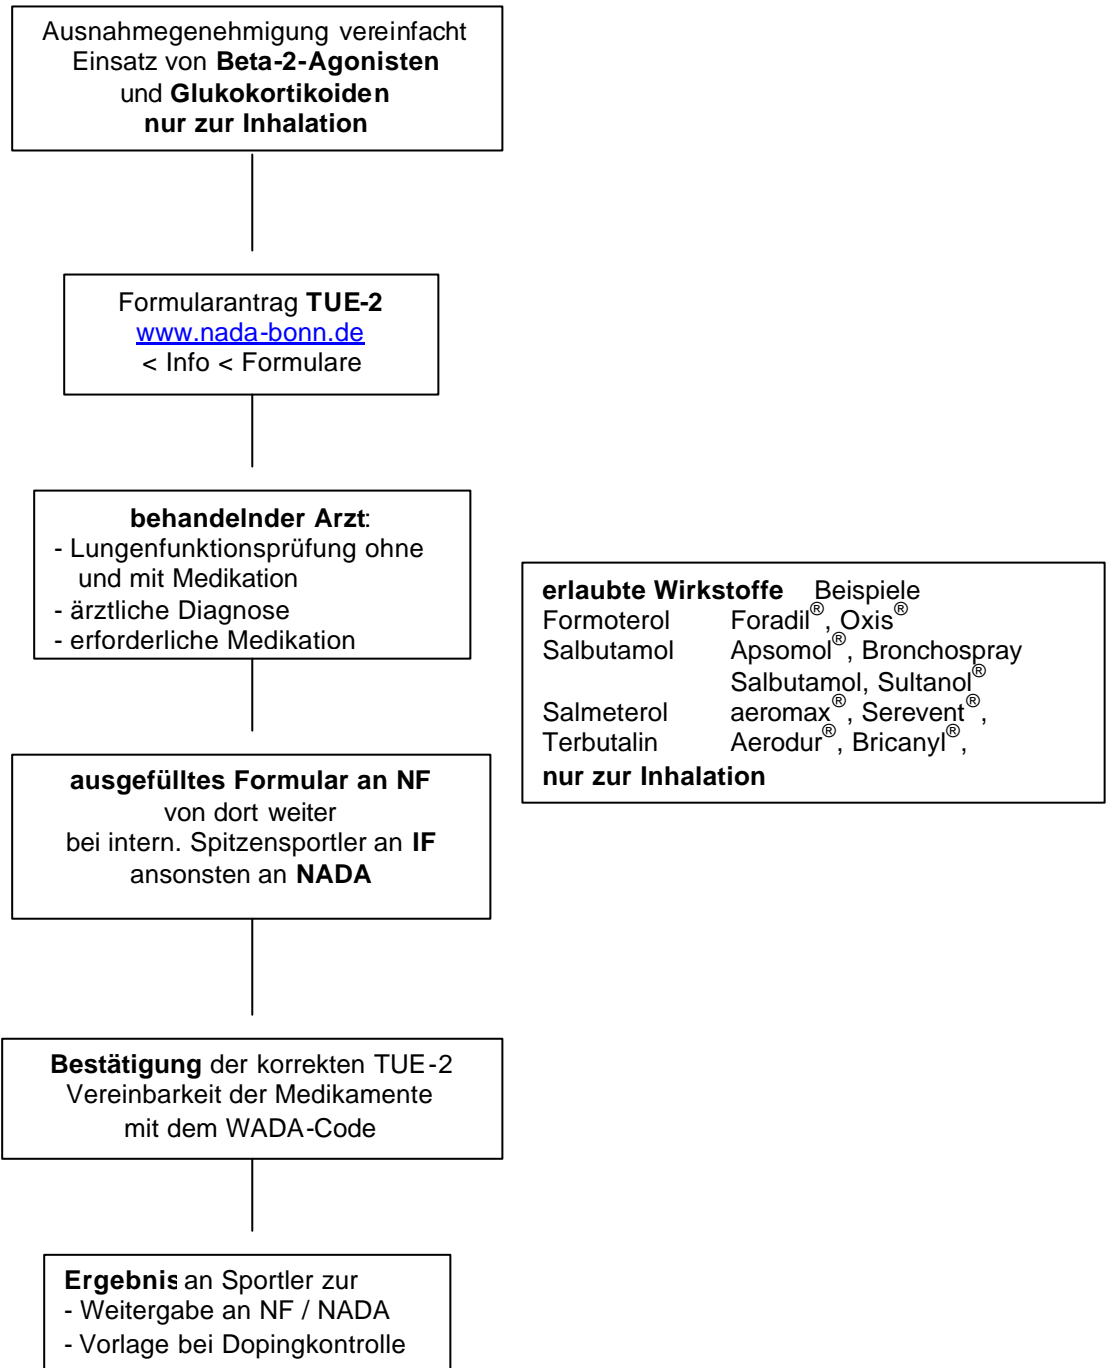 Ausnahmegenehmigung vereinfacht
Einsatz von Beta-2-Agonisten
und Glukokortikoiden
nur zur Inhalation
Formularantrag TUE-2
www.nada-bonn.de
< Info < Formulare
behandelnder Arzt:
- Lungenfunktionsprüfung ohne
und mit Medikation
- ärztliche Diagnose
- erforderliche Medikation
erlaubte Wirkstoffe Beispiele
Formoterol Foradil®, Oxis®
Salbutamol Apsomol®, Bronchospray
Salbutamol, Sultanol®
Salmeterol aeromax®, Serevent®,
Terbutalin Aerodur®, Bricanyl®,
nur zur Inhalation
ausgefülltes Formular an NF
von dort weiter
bei intern. Spitzensportler an IF
ansonsten an NADA
Bestätigung der korrekten TUE-2
Vereinbarkeit der Medikamente
mit dem WADA-Code
Ergebnis an Sportler zur
- Weitergabe an NF / NADA
- Vorlage bei Dopingkontrolle